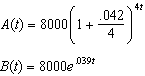 A(t) = 8000(1 + .042/4)^{4t}
B(t) = 8000e^{.039t}